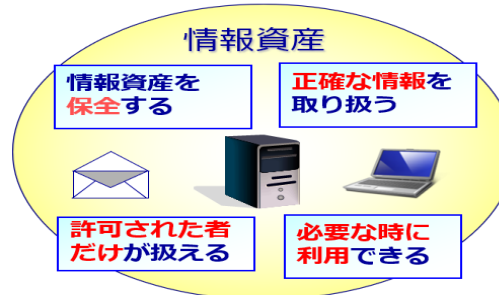 情報資産
情報資産を
保全する
正確な情報を
取り扱う
許可された者
だけが扱える
必要な時に
利用できる